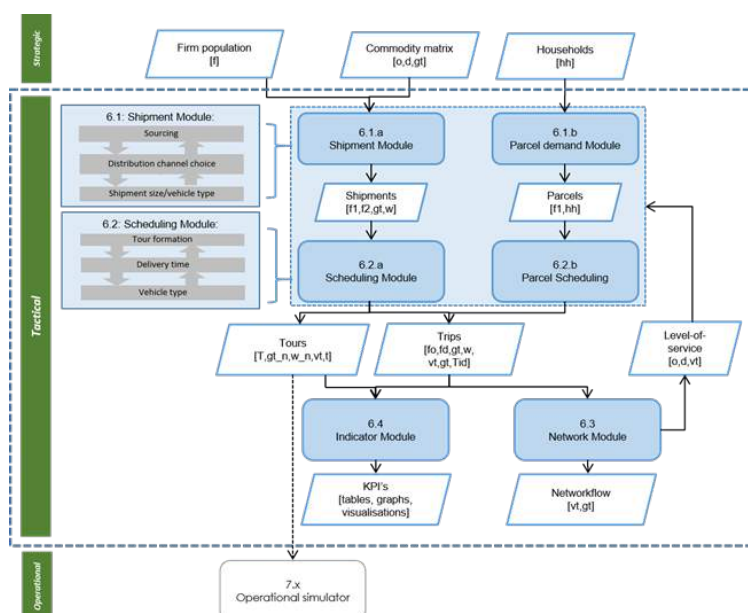 Strategic
Firm population
[f]
Commodity matrix
[o,d,gt]
Households
[hh]
Tactical
6.1: Shipment Module:
Sourcing
Distribution channel choice
Shipment size/vehicle type
6.1.a
Shipment Module
6.1.b
Parcel demand Module
Shipments
[f1,f2,gt,w]
Parcels
[f1,hh]
6.2: Scheduling Module:
Tour formation
Delivery time
Vehicle type
6.2.a
Scheduling Module
6.2.b
Parcel Scheduling
Tours
[T,gt_n,w_n,vt,t]
Trips
[fo,fd,gt,w,
vt,gt,Tid]
Level-of-
service
[o,d,vt]
6.4
Indicator Module
6.3
Network Module
KPI's
[tables, graphs,
visualisations]
Networkflow
[vt,gt]
Operational
7.x
Operational simulator